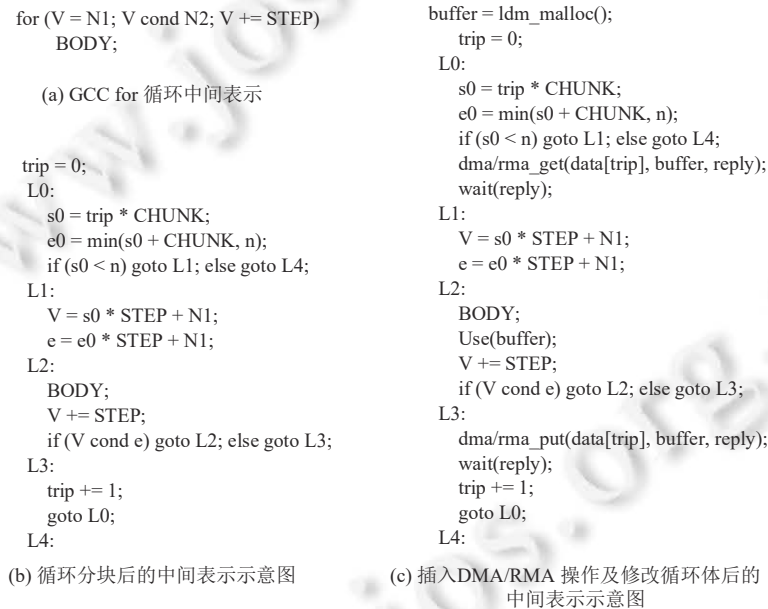 for (V = N1; V cond N2; V += STEP)
BODY;
(a) GCC for 循环中间表示
trip = 0;
L0:
s0 = trip * CHUNK;
e0 = min(s0 + CHUNK, n);
if (s0 < n) goto L1; else goto L4;
L1:
V = s0 * STEP + N1;
e = e0 * STEP + N1;
L2:
BODY;
V += STEP;
if (V cond e) goto L2; else goto L3;
L3:
trip += 1;
goto L0;
L4:
(b) 循环分块后的中间表示示意图
buffer = ldm_malloc();
trip = 0;
L0:
s0 = trip * CHUNK;
e0 = min(s0 + CHUNK, n);
if (s0 < n) goto L1; else goto L4;
dma/rma_get(data[trip], buffer, reply);
wait(reply);
L1:
V = s0 * STEP + N1;
e = e0 * STEP + N1;
L2:
BODY;
Use(buffer);
V += STEP;
if (V cond e) goto L2; else goto L3;
L3:
dma/rma_put(data[trip], buffer, reply);
wait(reply);
trip += 1;
goto L0;
L4:
(c) 插入DMA/RMA 操作及修改循环体后的
中间表示示意图
www.jos.org.